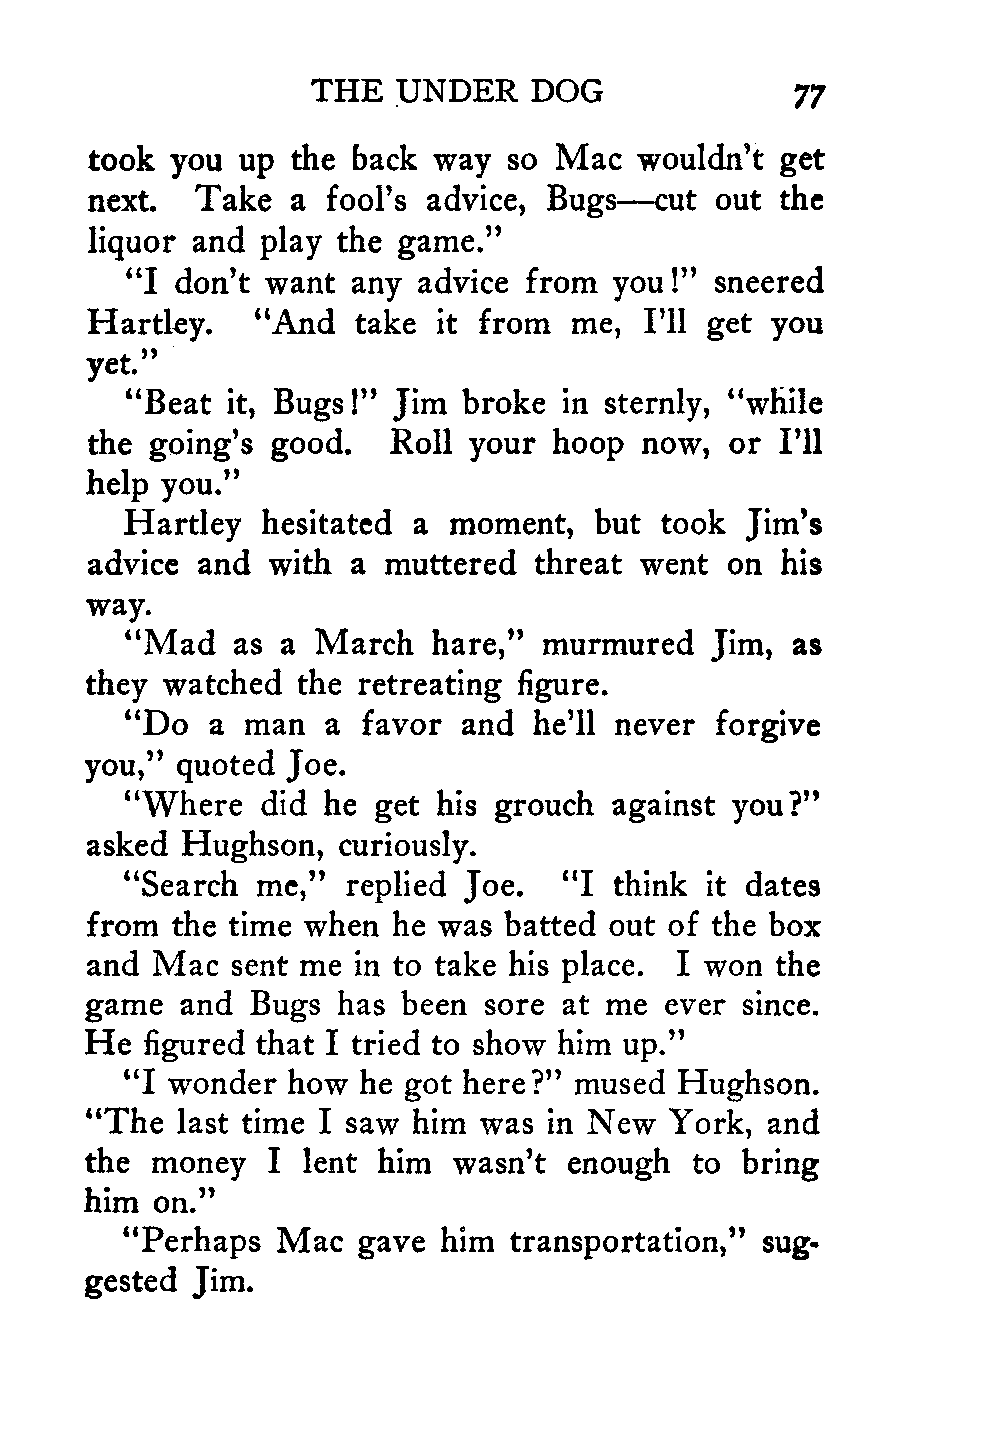 THE UNDER DOG 77
took you up the back way so Mac wouldn't get
next. Take a fool's advice, Bugs—cut out the
liquor and play the game."
"I don't want any advice from you!" sneered
Hartley. "And take it from me, I'll get you
yet."
"Beat it, Bugs!" Jim broke in sternly, "while
the going's good. Roll your hoop now, or I'll
help you."
Hartley hesitated a moment, but took Jim's
advice and with a muttered threat went on his
way.
"Mad as a March hare," murmured Jim, as
they watched the retreating figure.
"Do a man a favor and he'll never forgive
you," quoted Joe.
"Where did he get his grouch against you?"
asked Hughson, curiously.
"Search me," replied Joe. "I think it dates
from the time when he was batted out of the box
and Mac sent me in to take his place. I won the
game and Bugs has been sore at me ever since.
He figured that I tried to show him up."
"I wonder how he got here?" mused Hughson.
"The last time I saw him was in New York, and
the money I lent him wasn't enough to bring
him on."
"Perhaps Mac gave him transportation," sug-
gested Jim.